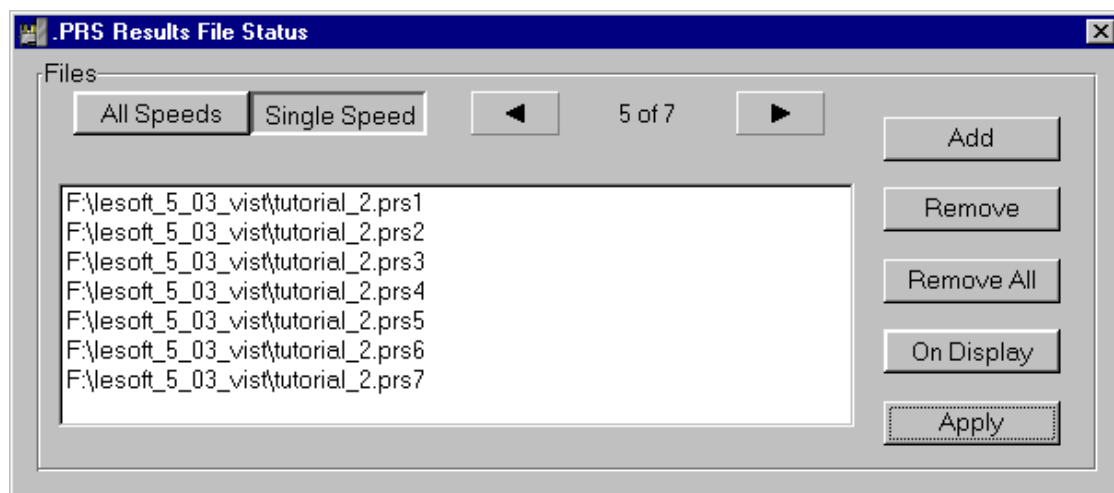 .PRS Results File Status
Files
All Speeds Single Speed 5 of 7
Add
Remove
Remove All
On Display
Apply
F:\lesoft_5_03_vist\tutorial_2.prs1
F:\lesoft_5_03_vist\tutorial_2.prs2
F:\lesoft_5_03_vist\tutorial_2.prs3
F:\lesoft_5_03_vist\tutorial_2.prs4
F:\lesoft_5_03_vist\tutorial_2.prs5
F:\lesoft_5_03_vist\tutorial_2.prs6
F:\lesoft_5_03_vist\tutorial_2.prs7